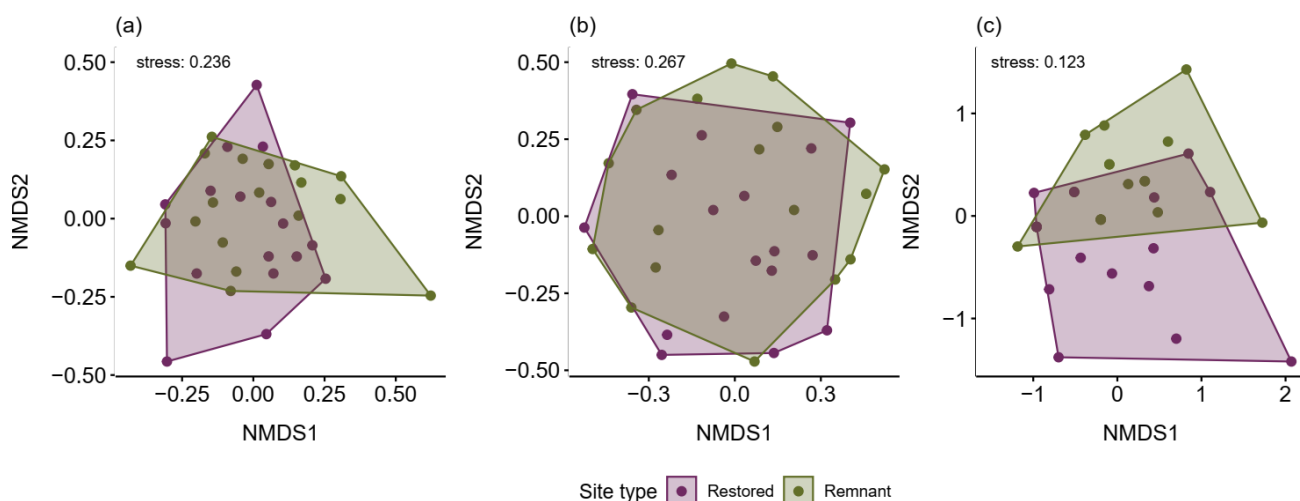 (a)
stress: 0.236
0.50
0.25
0.00
−0.25
−0.50
NMDS2
−0.25
0.00
0.25
0.50
NMDS1
(b)
stress: 0.267
0.50
0.25
0.00
−0.25
−0.50
NMDS2
−0.3
0.0
0.3
NMDS1
(c)
stress: 0.123
1
0
−1
NMDS2
−1
0
1
2
NMDS1
Site type Restored Remnant